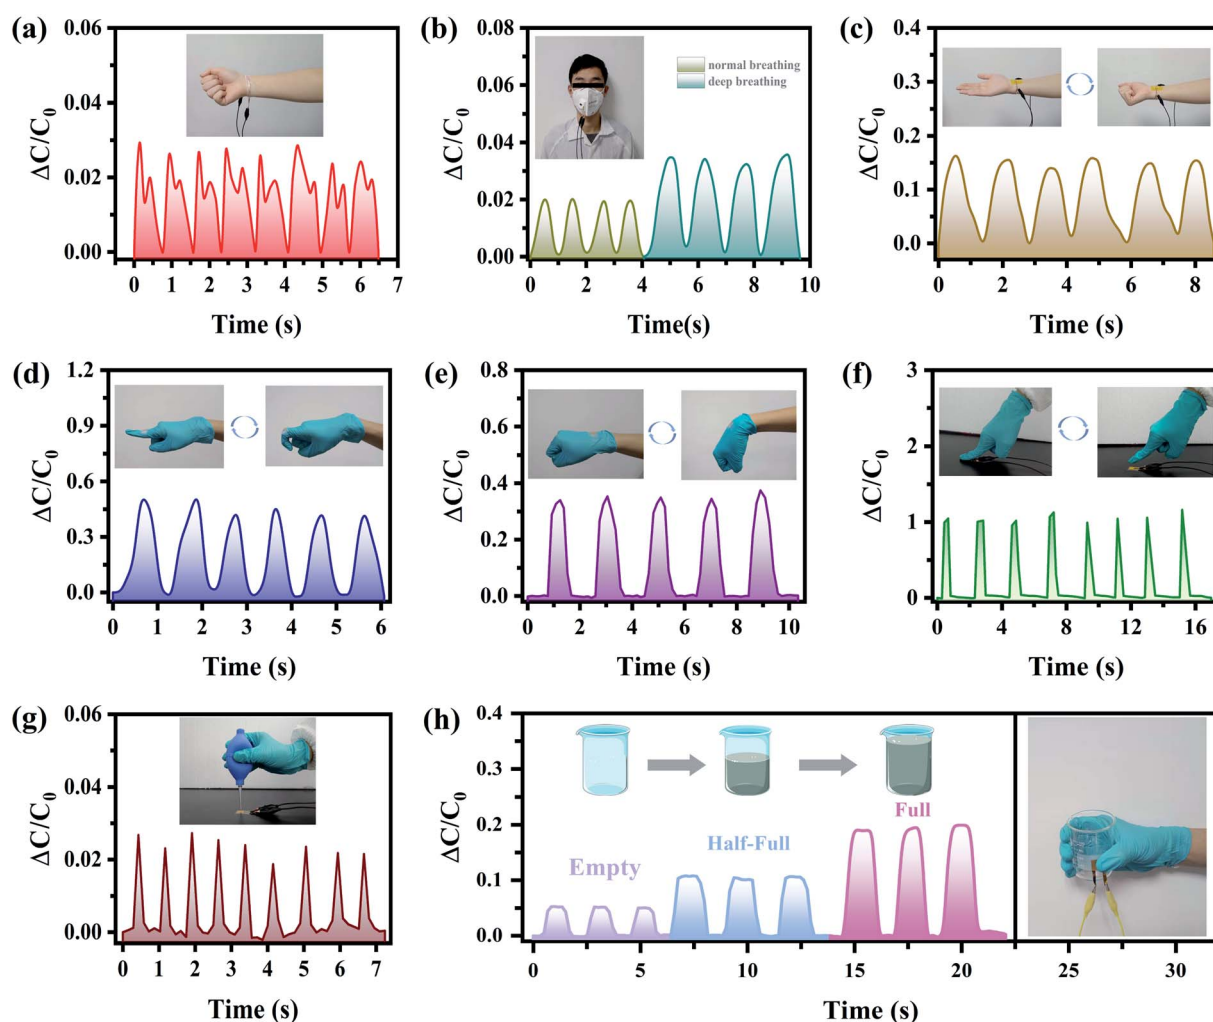 (a)
0.06
0.04
0.02
0.00
ΔC/C₀
0 1 2 3 4 5 6 7
Time (s)
(b)
0.08
0.06
0.04
0.02
0.00
ΔC/C₀
normal breathing
deep breathing
0 2 4 6 8 10
Time(s)
(c)
0.4
0.3
0.2
0.1
0.0
ΔC/C₀
0 2 4 6 8
Time (s)
(d)
1.2
0.9
0.6
0.3
0.0
ΔC/C₀
0 1 2 3 4 5 6
Time (s)
(e)
0.8
0.6
0.4
0.2
0.0
ΔC/C₀
0 2 4 6 8 10
Time (s)
(f)
3
2
1
0
ΔC/C₀
0 4 8 12 16
Time (s)
(g)
0.06
0.04
0.02
0.00
ΔC/C₀
0 1 2 3 4 5 6 7
Time (s)
(h)
0.4
0.3
0.2
0.1
0.0
ΔC/C₀
Empty
Half-Full
Full
0 5 10 15 20 25 30
Time (s)